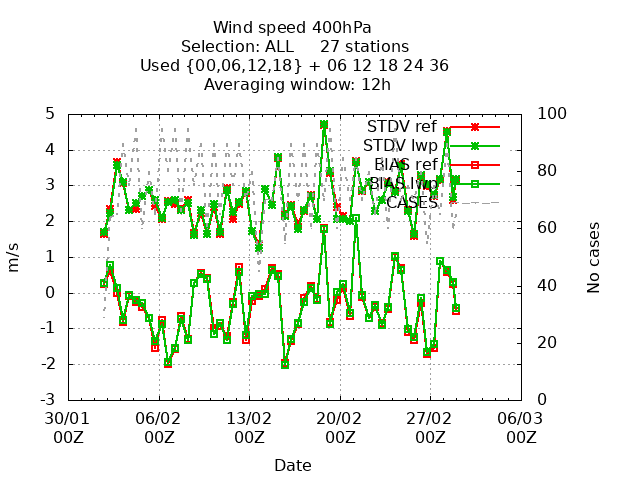 Wind speed 400hPa
Selection: ALL     27 stations
Used {00,06,12,18} + 06 12 18 24 36
Averaging window: 12h
5
4
3
2
1
0
-1
-2
-3
m/s
100
80
60
40
20
0
No cases
STDV ref
STDV lwp
BIAS ref
BIAS lwp
CASES
30/01 06/02 13/02 20/02 27/02 06/03
00Z 00Z 00Z 00Z 00Z 00Z
Date